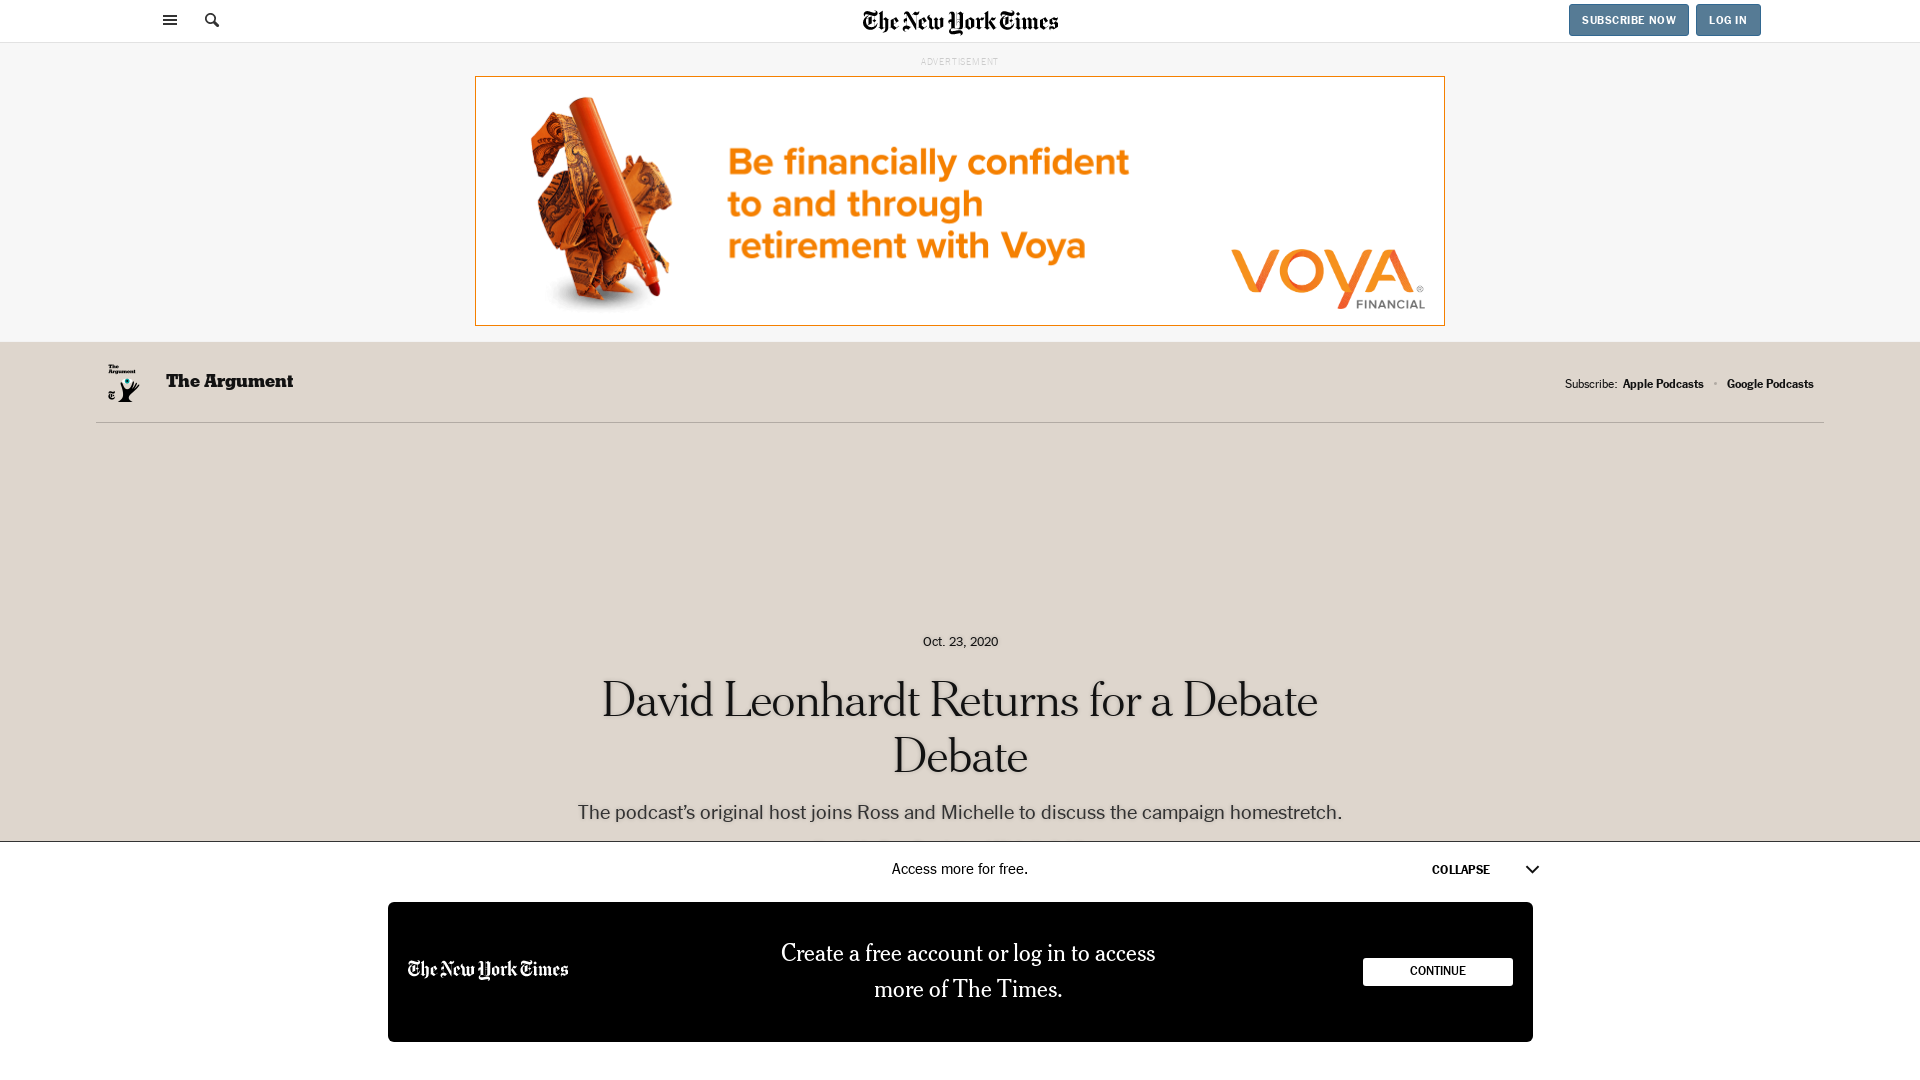 The New York Times
SUBSCRIBE NOW
LOG IN
ADVERTISEMENT
Be financially confident
to and through
retirement with Voya
VOYA
FINANCIAL
The
Argument
The Argument
Subscribe:
Apple Podcasts
Google Podcasts
Oct. 23, 2020
David Leonhardt Returns for a Debate
Debate
The podcast’s original host joins Ross and Michelle to discuss the campaign homestretch.
Access more for free.
COLLAPSE
The New York Times
Create a free account or log in to access
more of The Times.
CONTINUE